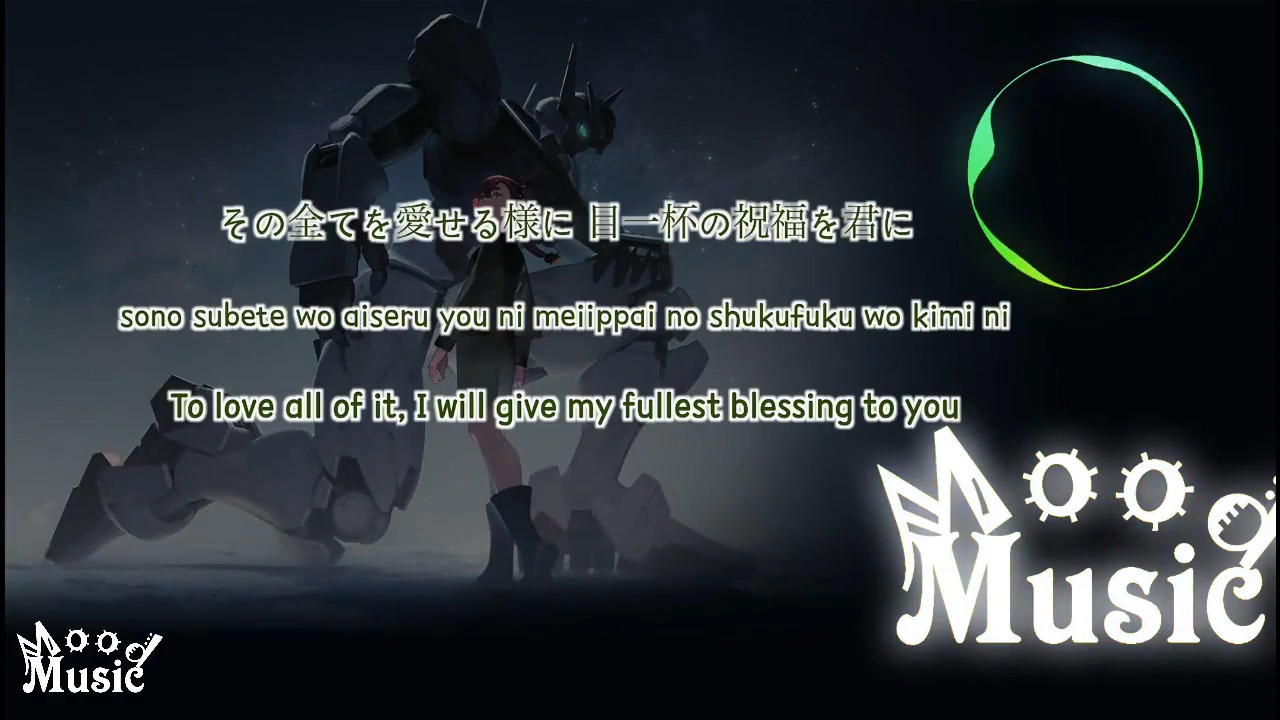 その全てを愛せる様に 目一杯の祝福を君に
sono subete wo aiseru you ni meiippai no shukufuku wo kimi ni
To love all of it, I will give my fullest blessing to you
Mood
Music
Mood
Music